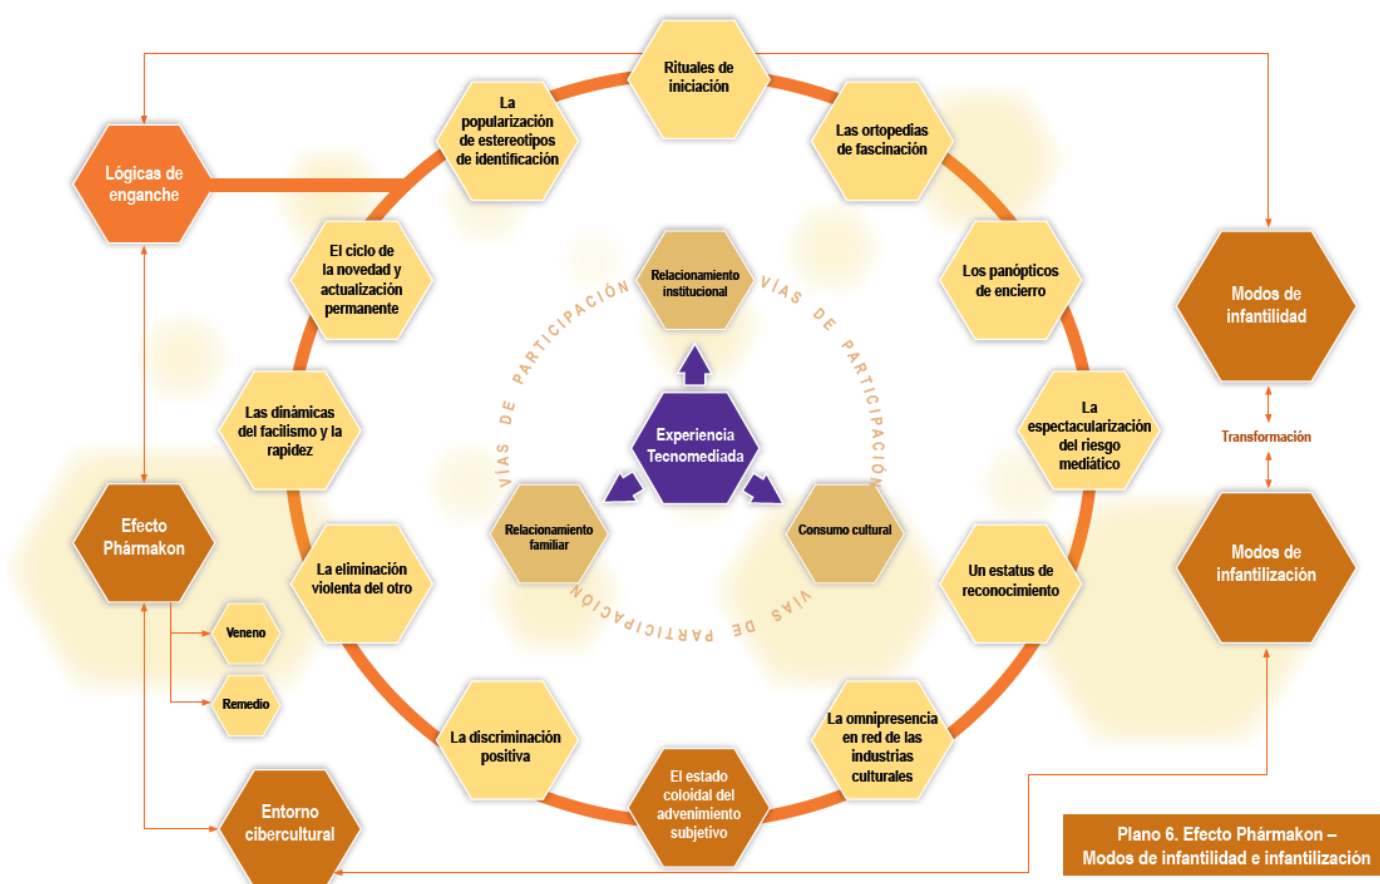 Rituales de
iniciación
La
popularización
de estereotipos
de identificación
Las ortopedias
de fascinación
Lógicas de
enganche
El ciclo de
la novedad y
actualización
permanente
Relacionamiento
institucional
Los panópticos
de encierro
Modos de
infantilidad
VÍAS DE PARTICIPACIÓN
VÍAS DE PARTICIPACIÓN
Las dinámicas
del facilismo y la
rapidez
Experiencia
Tecnomediada
La
espectacularización
del riesgo
mediático
Transformación
Efecto
Phármakon
Relacionamiento
familiar
Consumo cultural
Modos de
infantilización
La eliminación
violenta del otro
Un estatus de
reconocimiento
VÍAS DE PARTICIPACIÓN
Veneno
Remedio
La discriminación
positiva
La omnipresencia
en red de las
industrias
culturales
El estado
coloidal del
advenimiento
subjetivo
Entorno
cibercultural
Plano 6. Efecto Phármakon –
Modos de infantilidad e infantilización